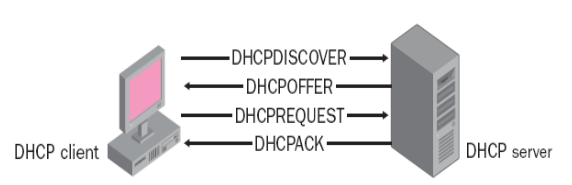 DHCPDISCOVER
DHCPOFFER
DHCPREQUEST
DHCPACK
DHCP client
DHCP server